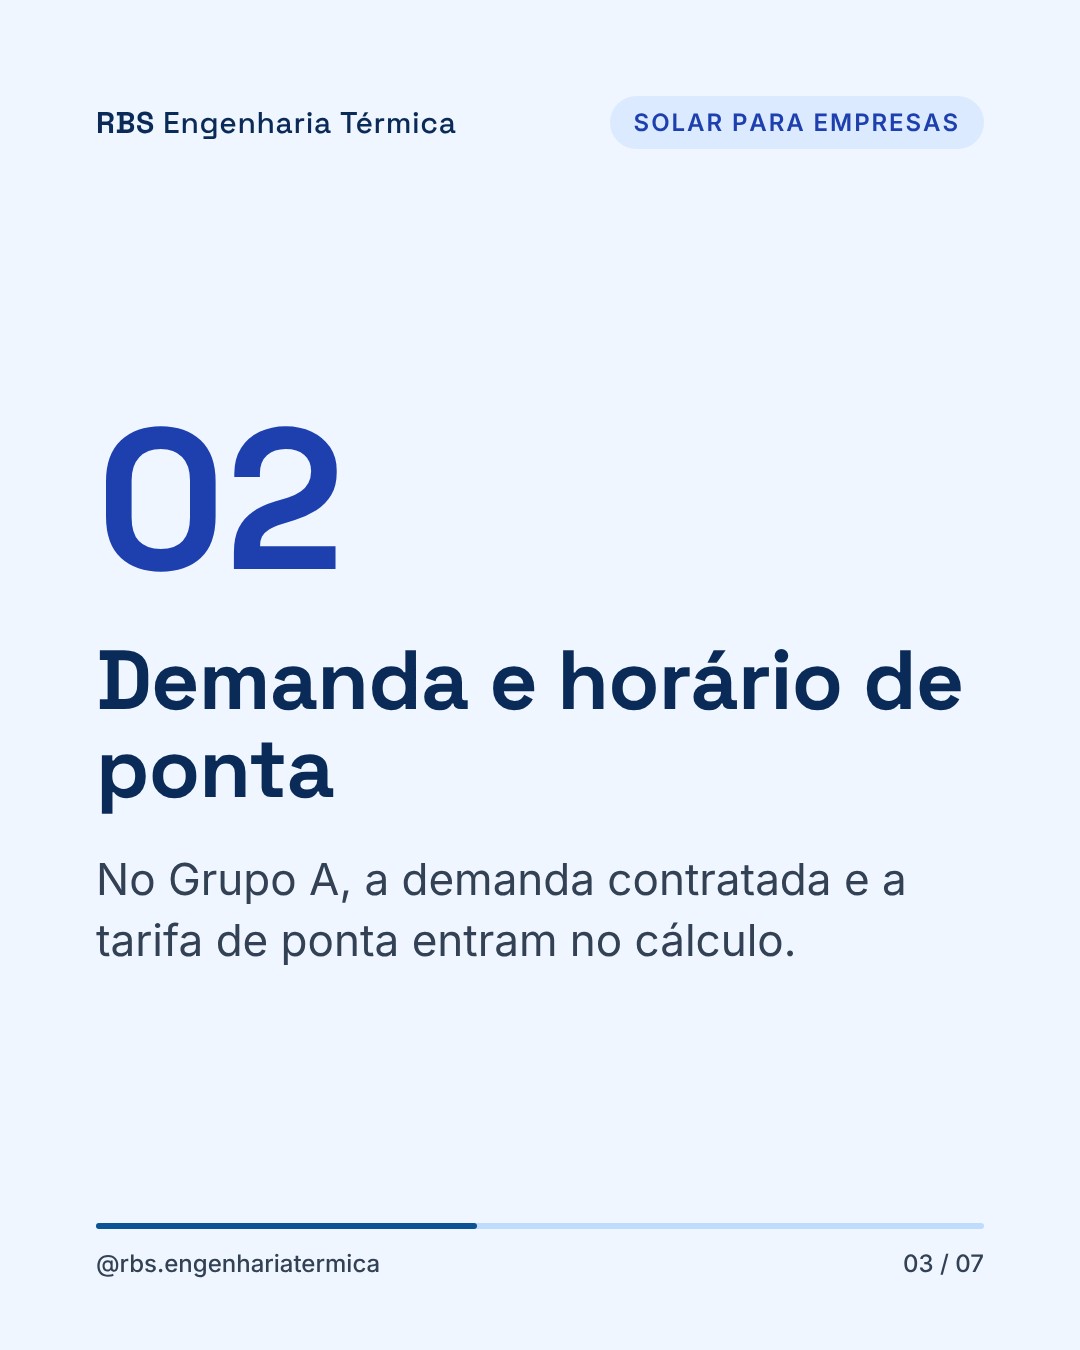 RBS Engenharia Térmica
SOLAR PARA EMPRESAS
02
Demanda e horário de
ponta
No Grupo A, a demanda contratada e a
tarifa de ponta entram no cálculo.
@rbs.engenhariatermica
03 / 07